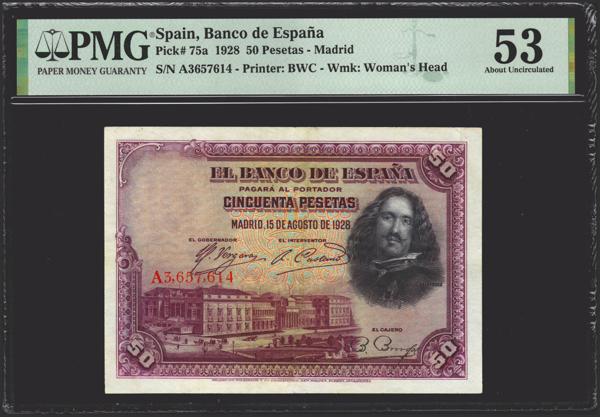 PMG
PAPER MONEY GUARANTY
Spain, Banco de España
Pick# 75a 1928 50 Pesetas - Madrid
S/N A3657614 - Printer: BWC - Wmk: Woman's Head
53
About Uncirculated
50
EL BANCO DE ESPAÑA
PAGARÁ AL PORTADOR
CINCUENTA PESETAS
MADRID, 15 DE AGOSTO DE 1928
EL GOBERNADOR
EL INTERVENTOR
A3,657,614
EL CAJERO
50
50